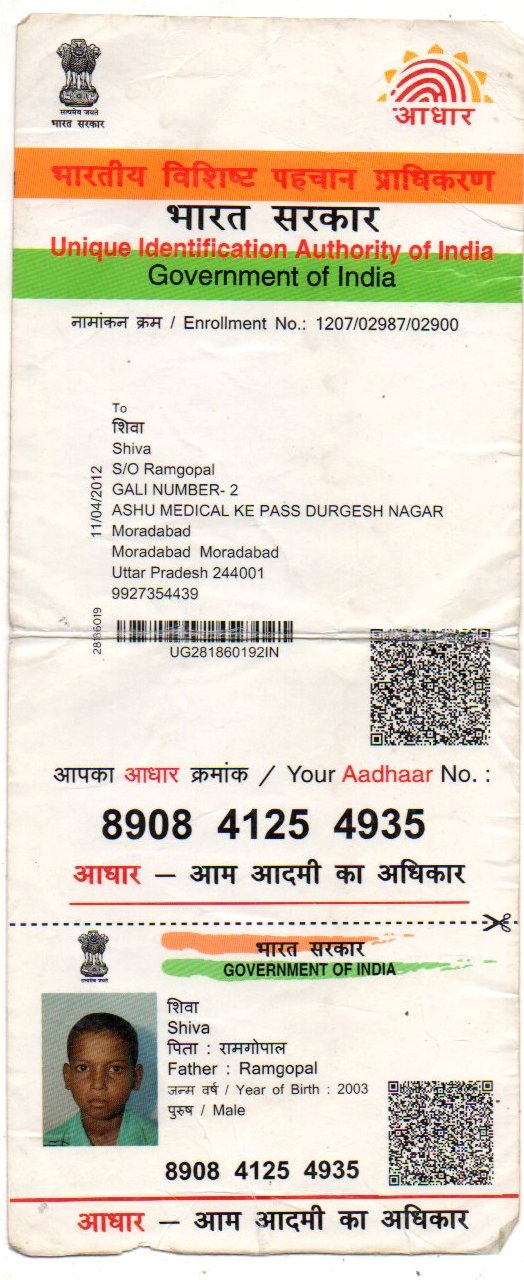 सत्यमेव जयते
भारत सरकार
आधार
भारतीय विशिष्ट पहचान प्राधिकरण
भारत सरकार
Unique Identification Authority of India
Government of India
नामांकन क्रम / Enrollment No.: 1207/02987/02900
To
शिवा
Shiva
S/O Ramgopal
GALI NUMBER- 2
ASHU MEDICAL KE PASS DURGESH NAGAR
Moradabad
Moradabad Moradabad
Uttar Pradesh 244001
9927354439
11/04/2012
UG281860192IN
आपका आधार क्रमांक / Your Aadhaar No. :
8908 4125 4935
आधार – आम आदमी का अधिकार
भारत सरकार
GOVERNMENT OF INDIA
शिवा
Shiva
पिता : रामगोपाल
Father : Ramgopal
जन्म वर्ष / Year of Birth : 2003
पुरुष / Male
8908 4125 4935
आधार – आम आदमी का अधिकार